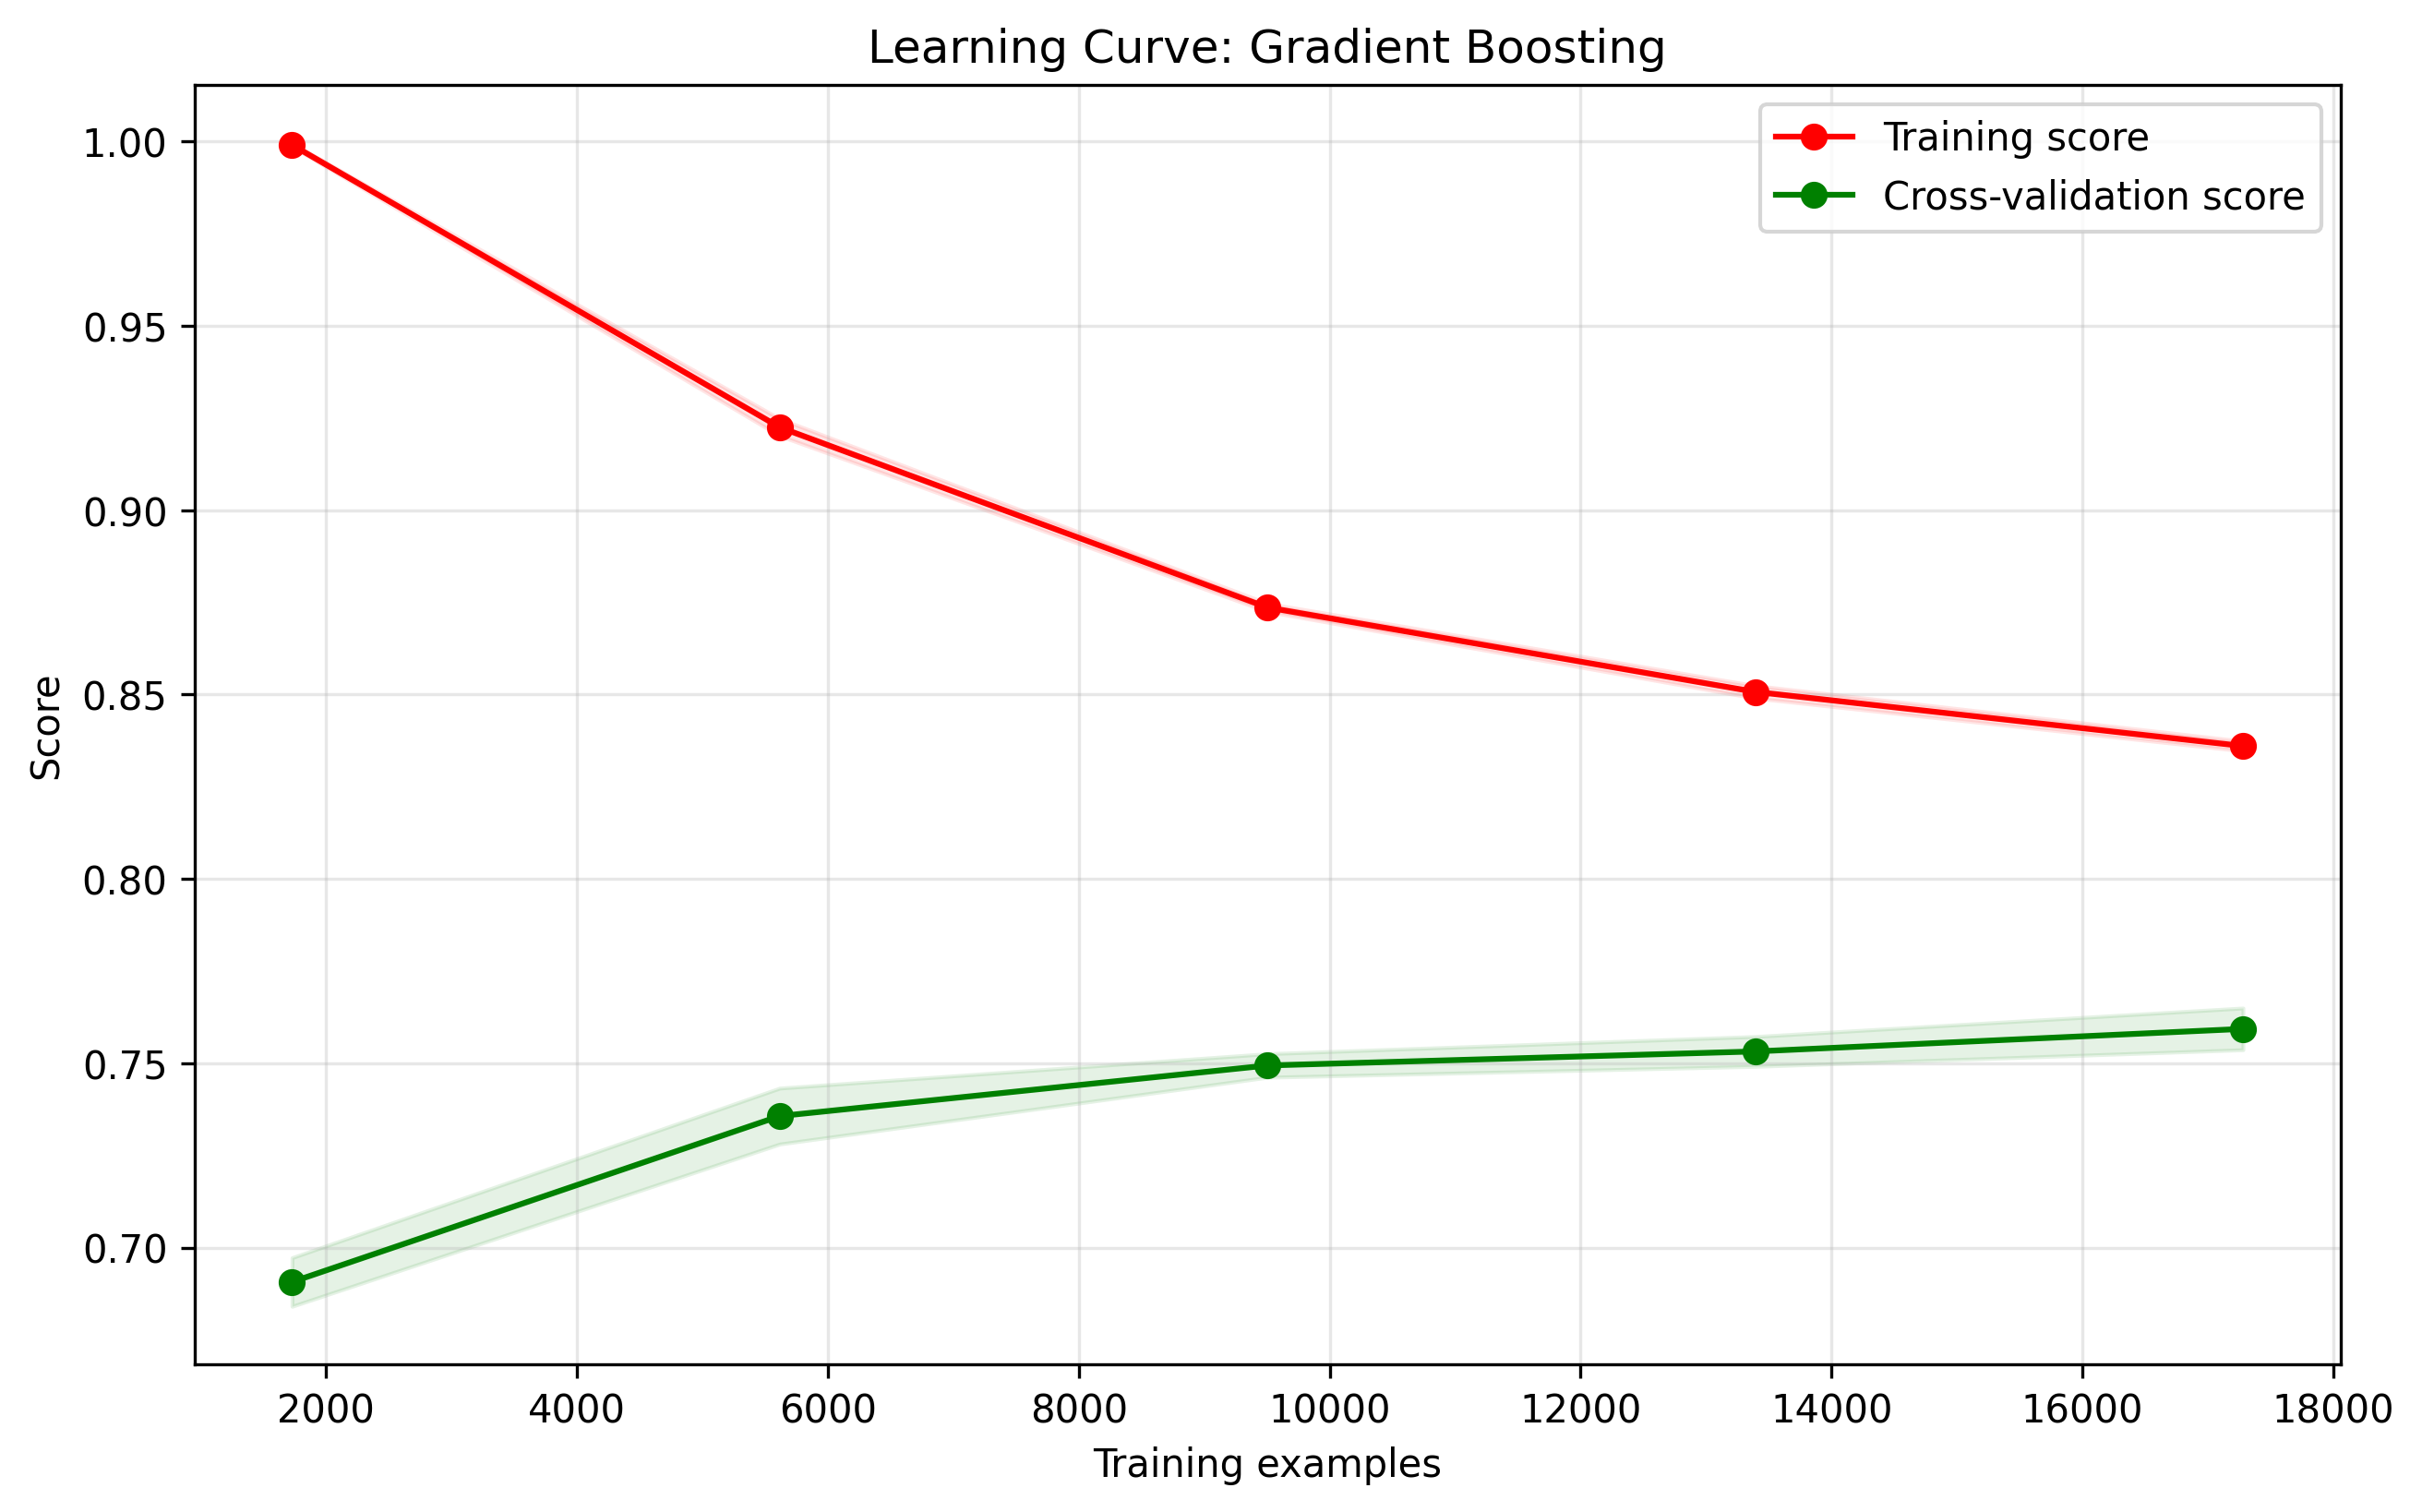 Learning Curve: Gradient Boosting
Training score
Cross-validation score
1.00
0.95
0.90
0.85
0.80
0.75
0.70
Score
2000 4000 6000 8000 10000 12000 14000 16000 18000
Training examples